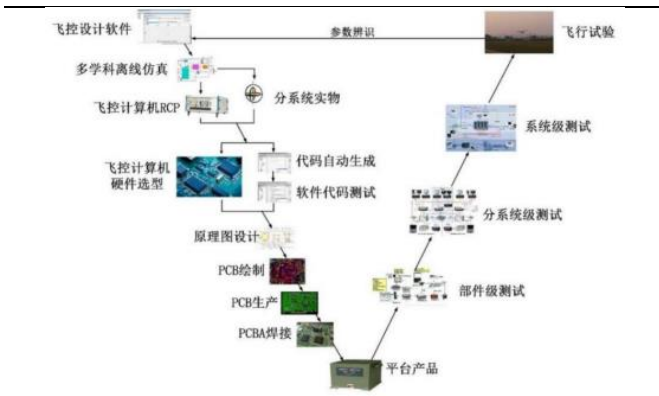 飞控设计软件
参数辨识
飞行试验
多学科离线仿真
分系统实物
飞控计算机RCP
系统级测试
飞控计算机
硬件选型
代码自动生成
软件代码测试
分系统级测试
原理图设计
PCB绘制
部件级测试
PCB生产
PCBA焊接
平台产品